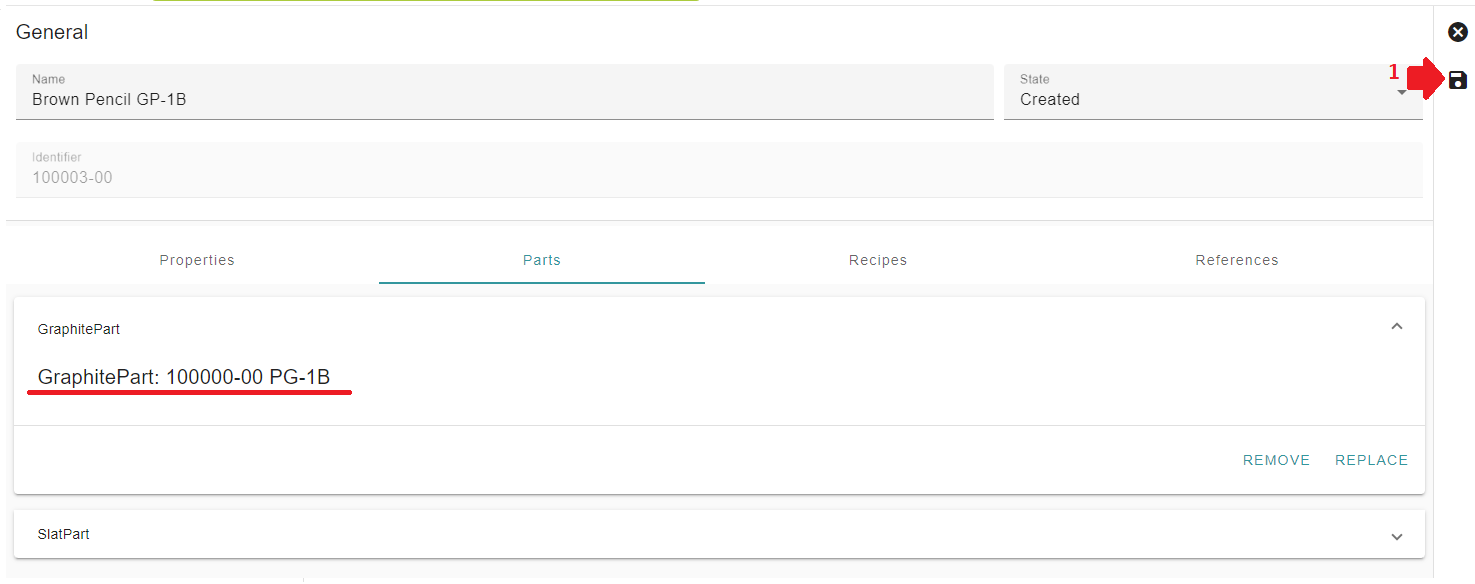 General
Name
Brown Pencil GP-1B
State
Created
1
Identifier
100003-00
Properties Parts Recipes References
GraphitePart
GraphitePart: 100000-00 PG-1B
REMOVE REPLACE
SlatPart